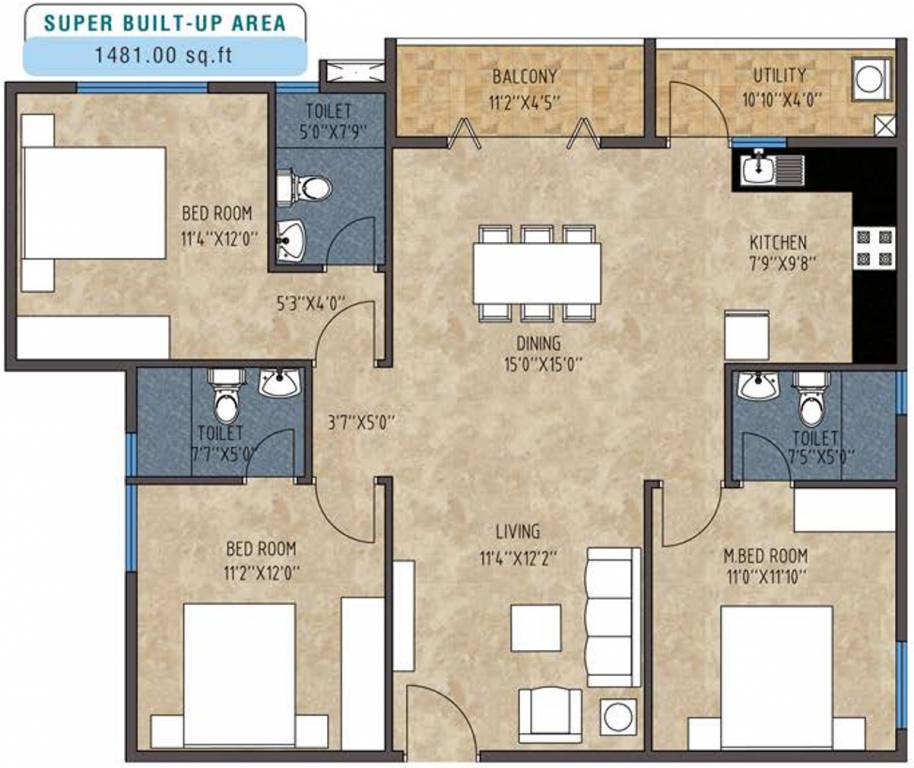 SUPER BUILT-UP AREA
1481.00 sq.ft
TOILET
5'0"X7'9"
BALCONY
11'2"X4'5"
UTILITY
10'10"X4'0"
BED ROOM
11'4"X12'0"
5'3"X4'0"
KITCHEN
7'9"X9'8"
DINING
15'0"X15'0"
TOILET
7'7"X5'0"
3'7"X5'0"
TOILET
7'5"X5'0"
BED ROOM
11'2"X12'0"
LIVING
11'4"X12'2"
M.BED ROOM
11'0"X11'10"